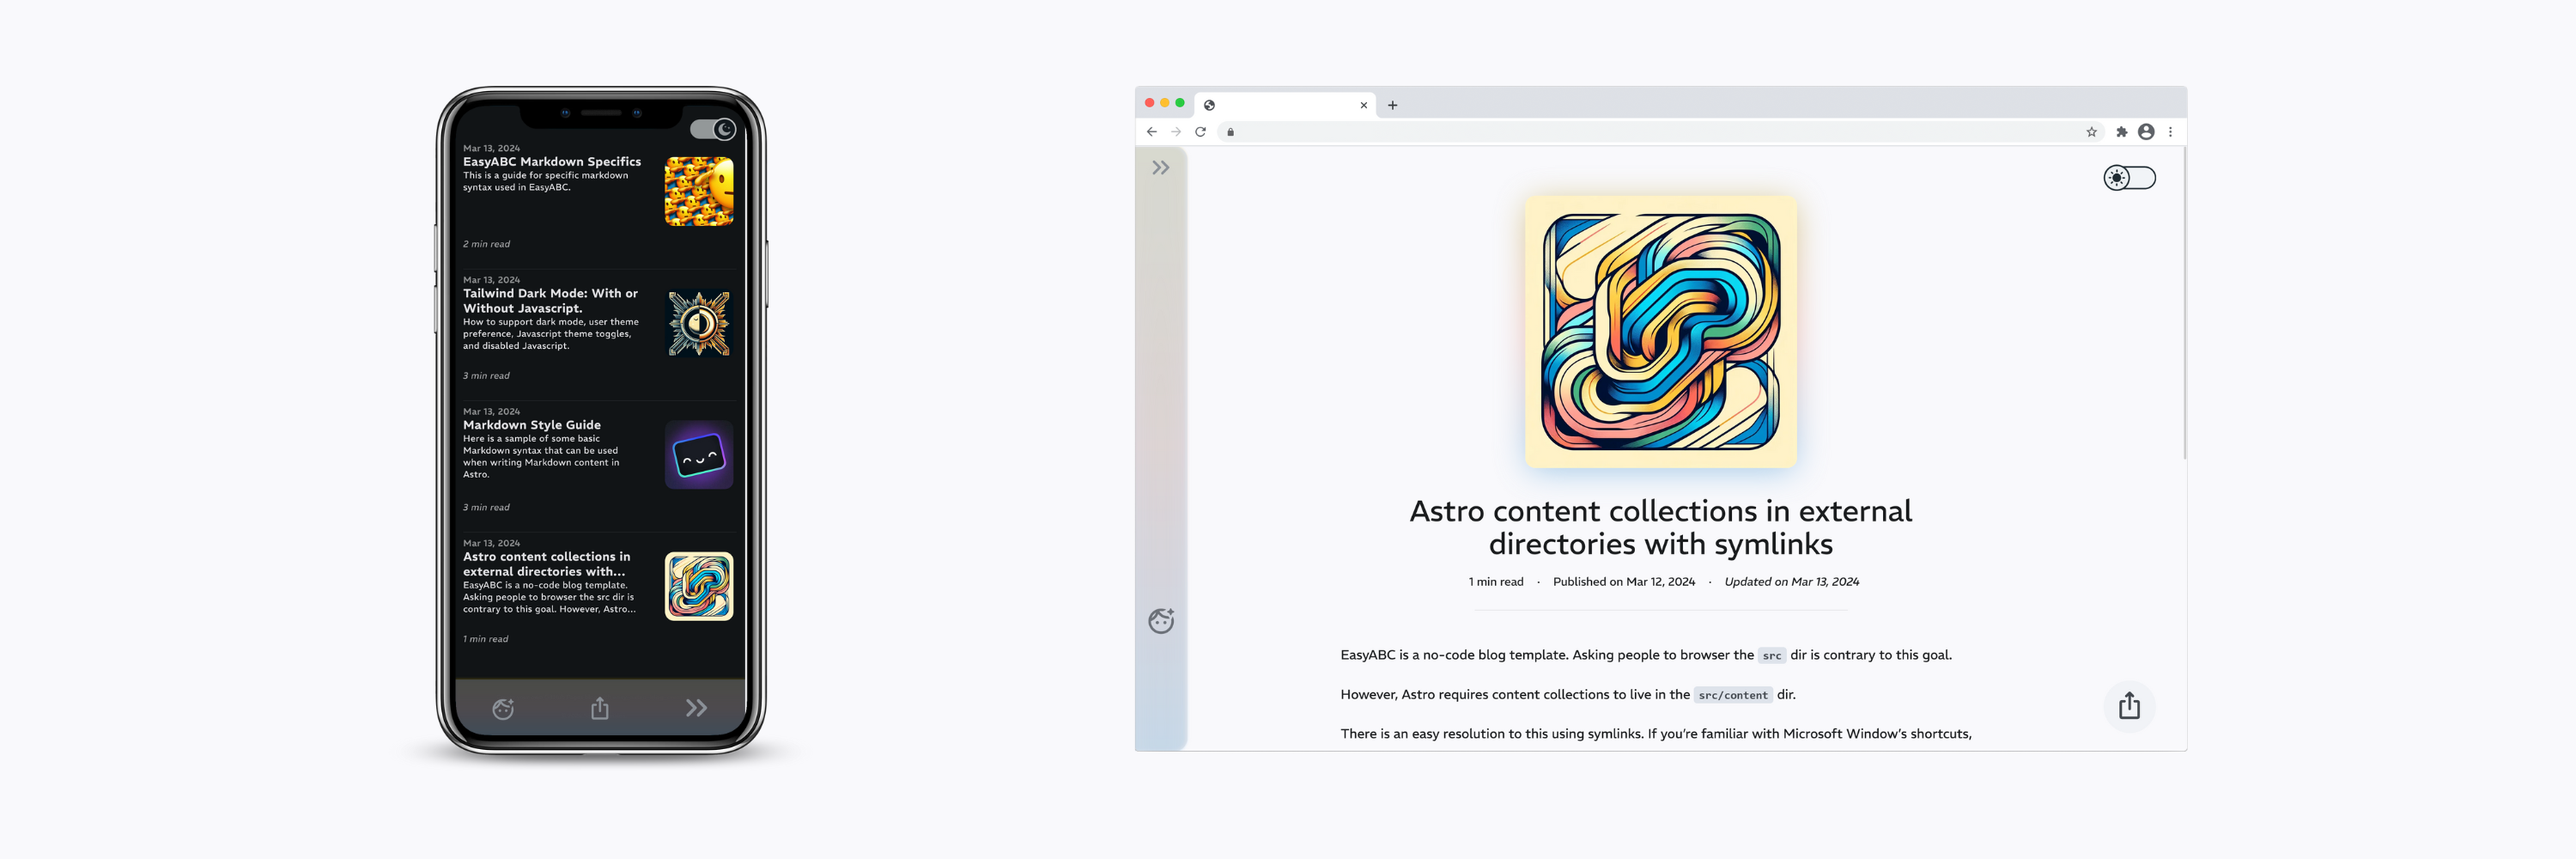 Mar 13, 2024
EasyABC Markdown Specifics
This is a guide for specific markdown
syntax used in EasyABC.
2 min read
Mar 13, 2024
Tailwind Dark Mode: With or
Without Javascript.
How to support dark mode, user theme
preference, Javascript theme toggles,
and disabled Javascript.
3 min read
Mar 13, 2024
Markdown Style Guide
Here is a sample of some basic
Markdown syntax that can be used
when writing Markdown content in
Astro.
3 min read
Mar 13, 2024
Astro content collections in
external directories with...
EasyABC is a no-code blog template.
Asking people to browser the src dir is
contrary to this goal. However, Astro...
1 min read
Astro content collections in external
directories with symlinks
1 min read · Published on Mar 12, 2024 · Updated on Mar 13, 2024
EasyABC is a no-code blog template. Asking people to browser the src dir is contrary to this goal.
However, Astro requires content collections to live in the src/content dir.
There is an easy resolution to this using symlinks. If you’re familiar with Microsoft Window’s shortcuts,